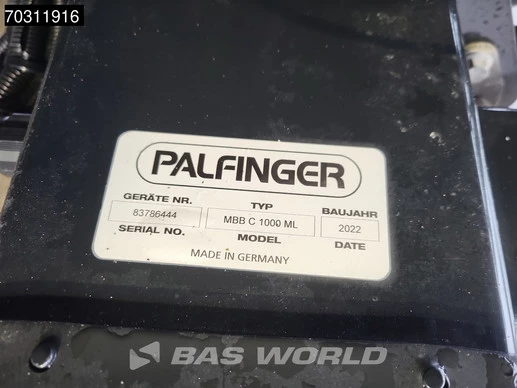 70311916
PALFINGER
GERÄTE NR. TYP BAUJAHR
83786444 MBB C 1000 ML 2022
SERIAL NO. MODEL DATE
MADE IN GERMANY
BAS WORLD